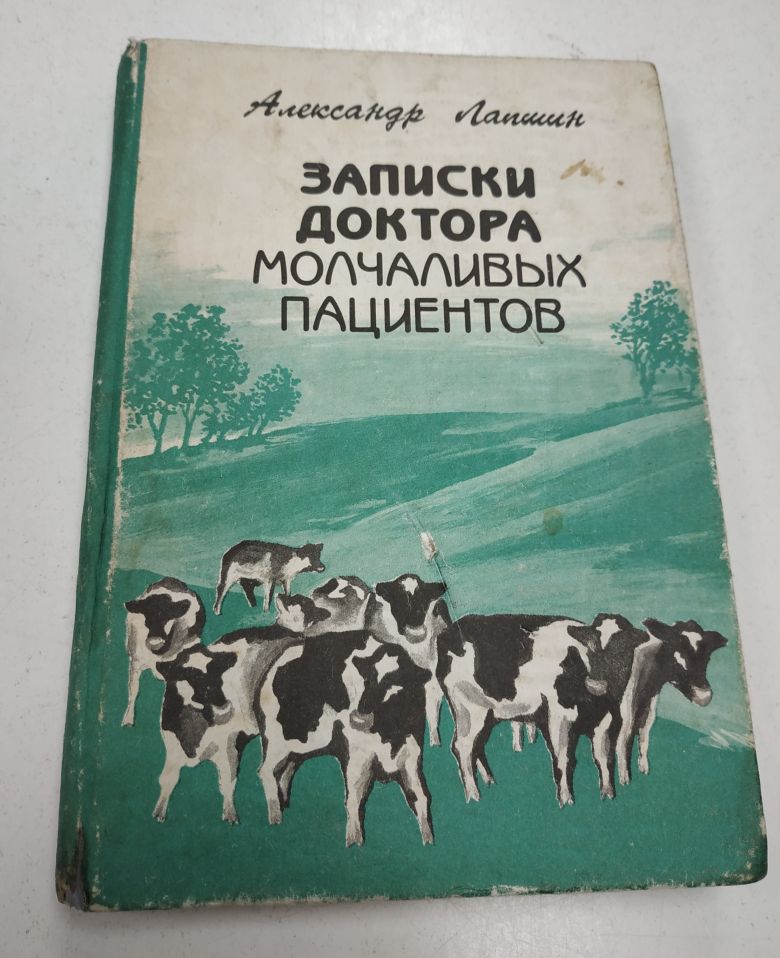 Александр Лапшин
ЗАПИСКИ
ДОКТОРА
МОЛЧАЛИВЫХ
ПАЦИЕНТОВ